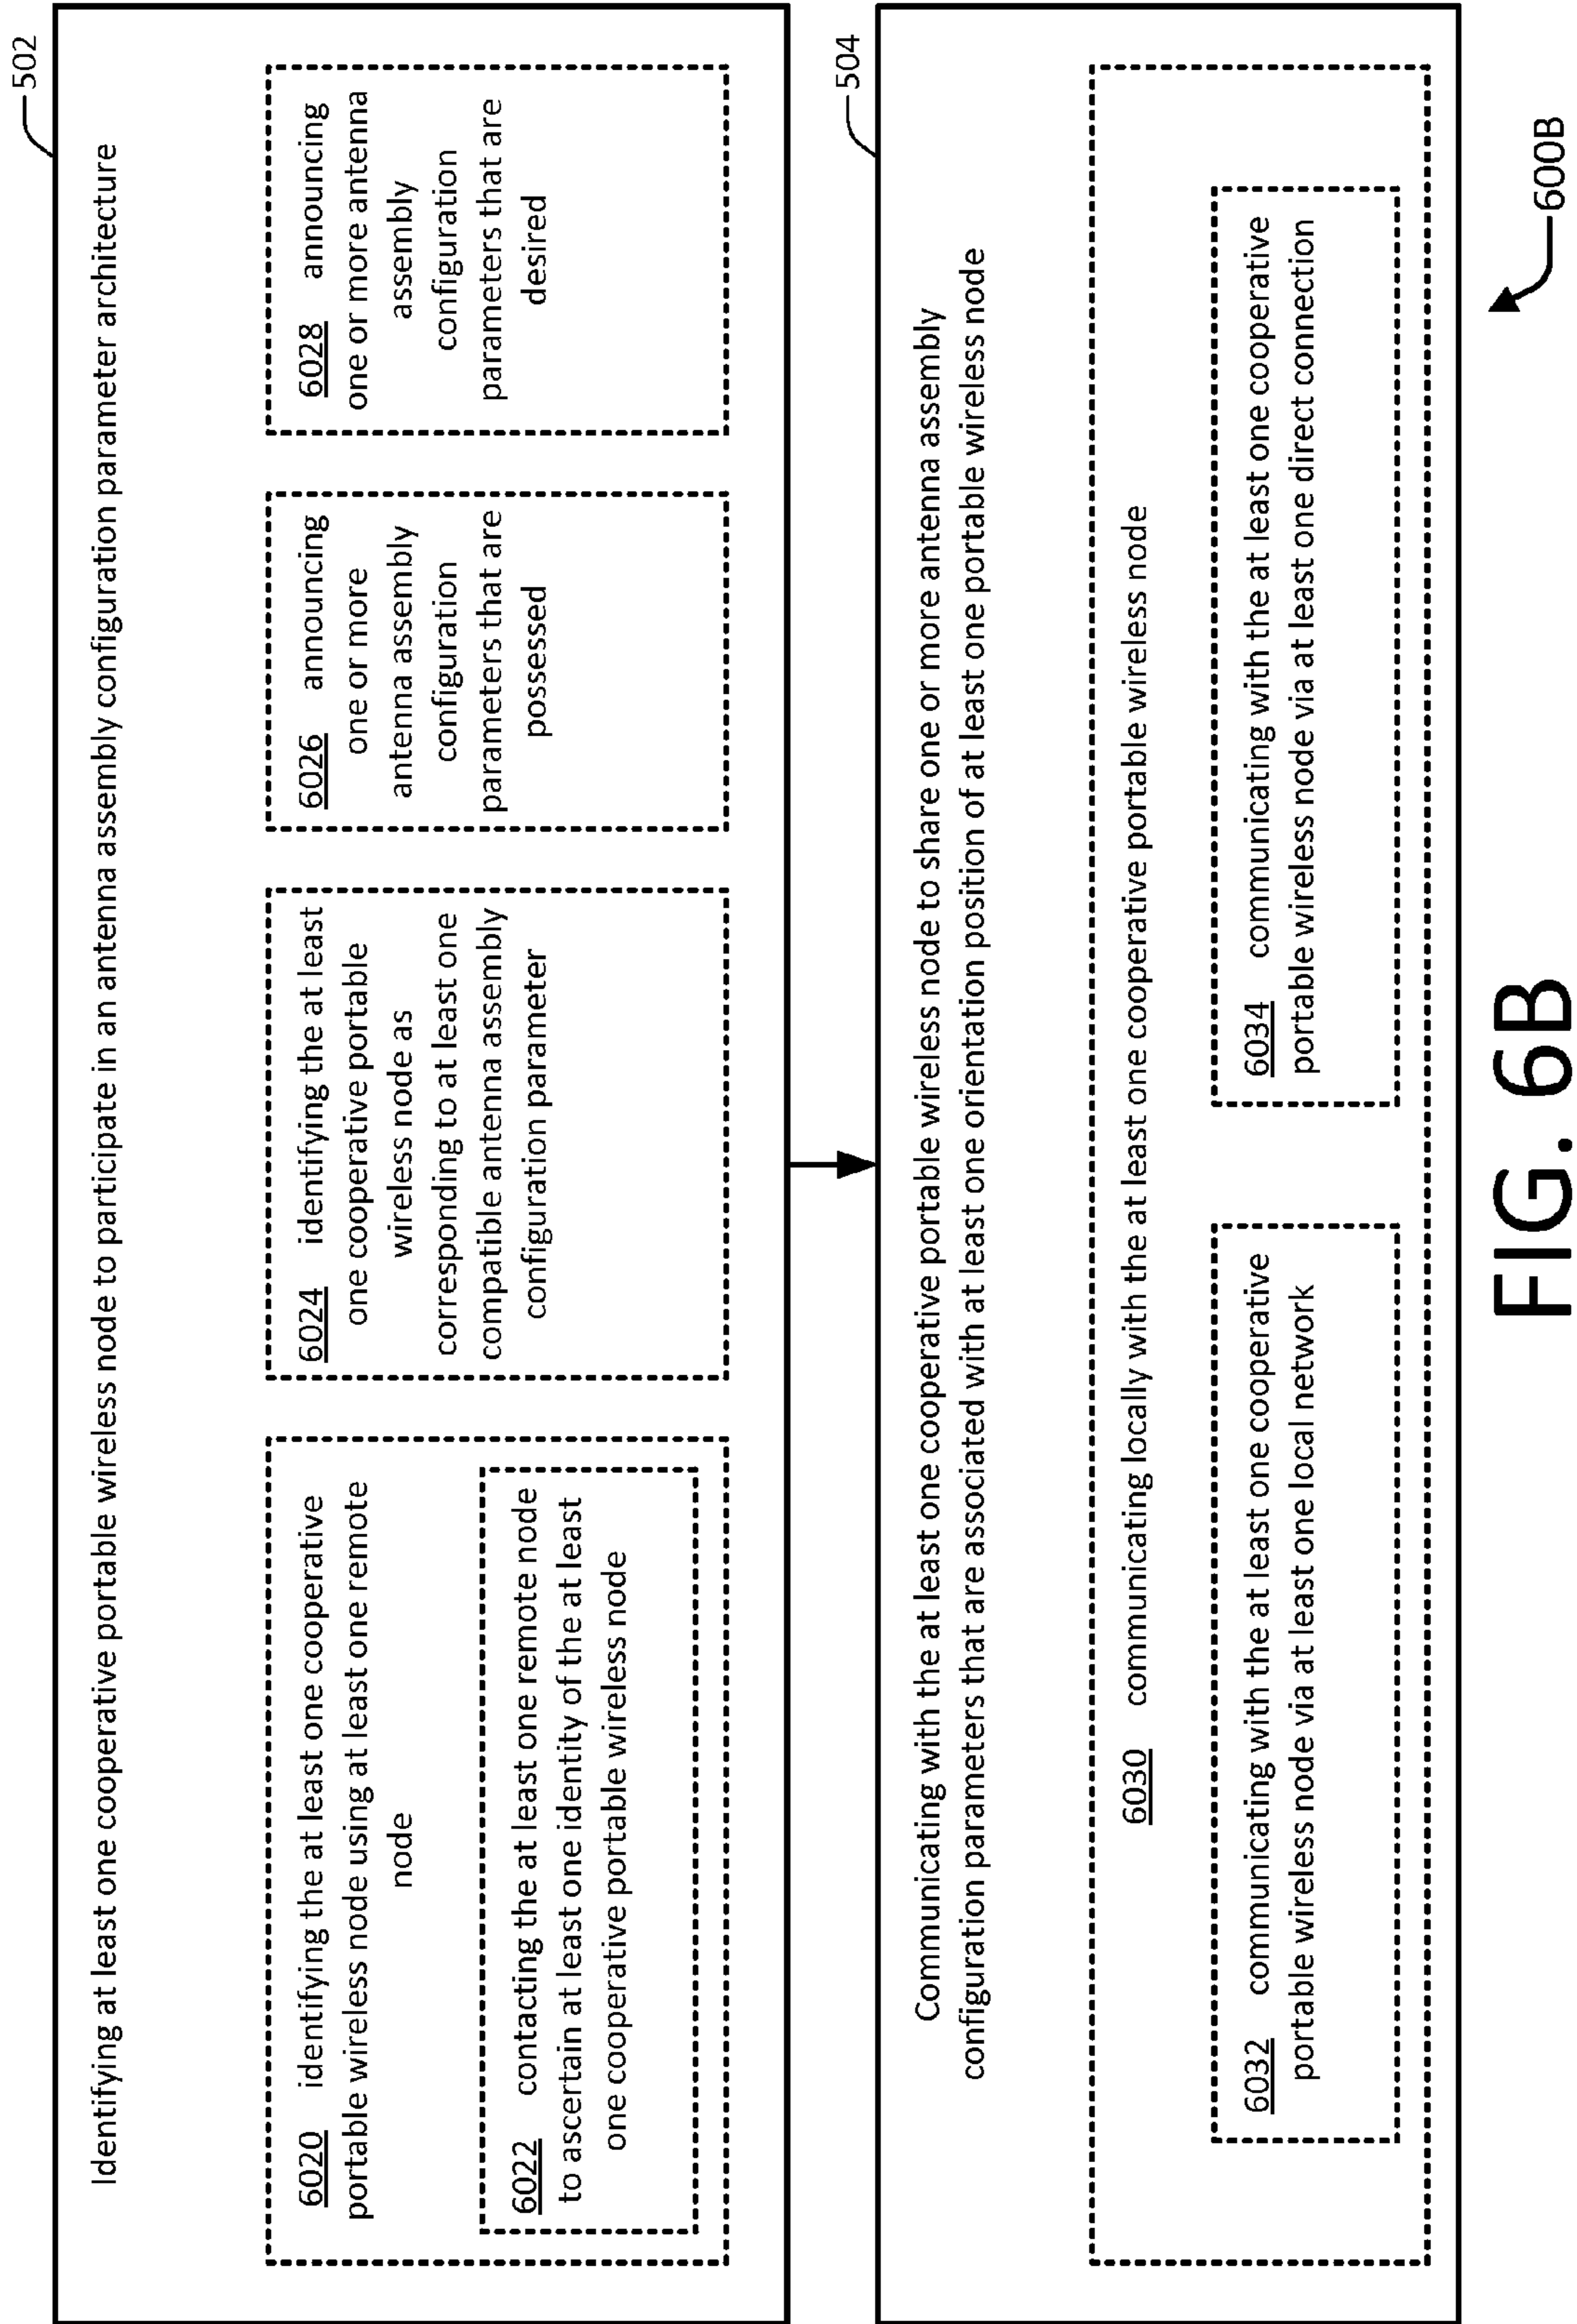 502
Identifying at least one cooperative portable wireless node to participate in an antenna assembly configuration parameter architecture
6020 identifying the at least one cooperative
portable wireless node using at least one remote
node
6022 contacting the at least one remote node
to ascertain at least one identity of the at least
one cooperative portable wireless node
6024 identifying the at least
one cooperative portable
wireless node as
corresponding to at least one
compatible antenna assembly
configuration parameter
6026 announcing
one or more
antenna assembly
configuration
parameters that are
possessed
6028 announcing
one or more antenna
assembly
configuration
parameters that are
desired
504
Communicating with the at least one cooperative portable wireless node to share one or more antenna assembly
configuration parameters that are associated with at least one orientation position of at least one portable wireless node
6030 communicating locally with the at least one cooperative portable wireless node
6032 communicating with the at least one cooperative
portable wireless node via at least one local network
6034 communicating with the at least one cooperative
portable wireless node via at least one direct connection
600B
FIG. 6B